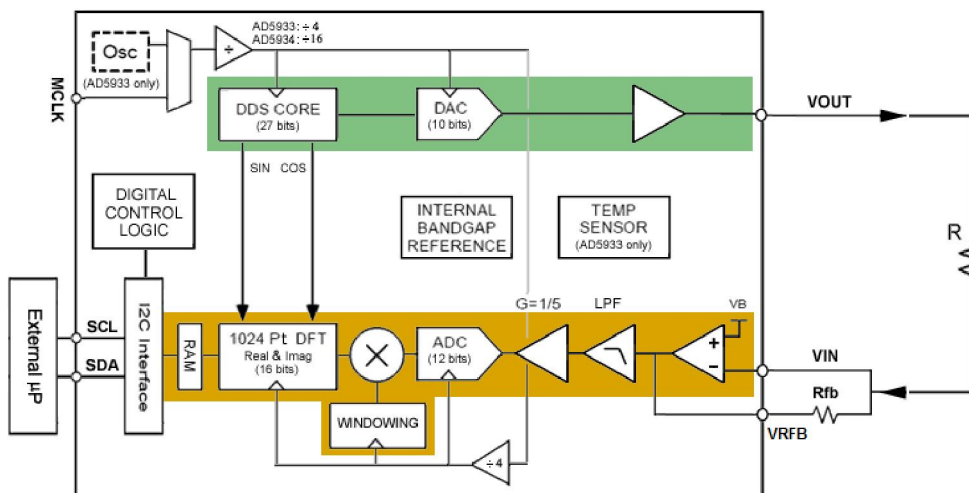 AD5933: ÷ 4
AD5934: ÷16
Osc
(AD5933 only)
÷
MCLK
DDS CORE
(27 bits)
DAC
(10 bits)
VOUT
SIN COS
DIGITAL
CONTROL
LOGIC
INTERNAL
BANDGAP
REFERENCE
TEMP
SENSOR
(AD5933 only)
R
External µP
SCL
SDA
I2C Interface
RAM
1024 Pt DFT
Real & Imag
(16 bits)
ADC
(12 bits)
G=1/5
LPF
VB
+
−
VIN
Rfb
VRFB
WINDOWING
÷ 4